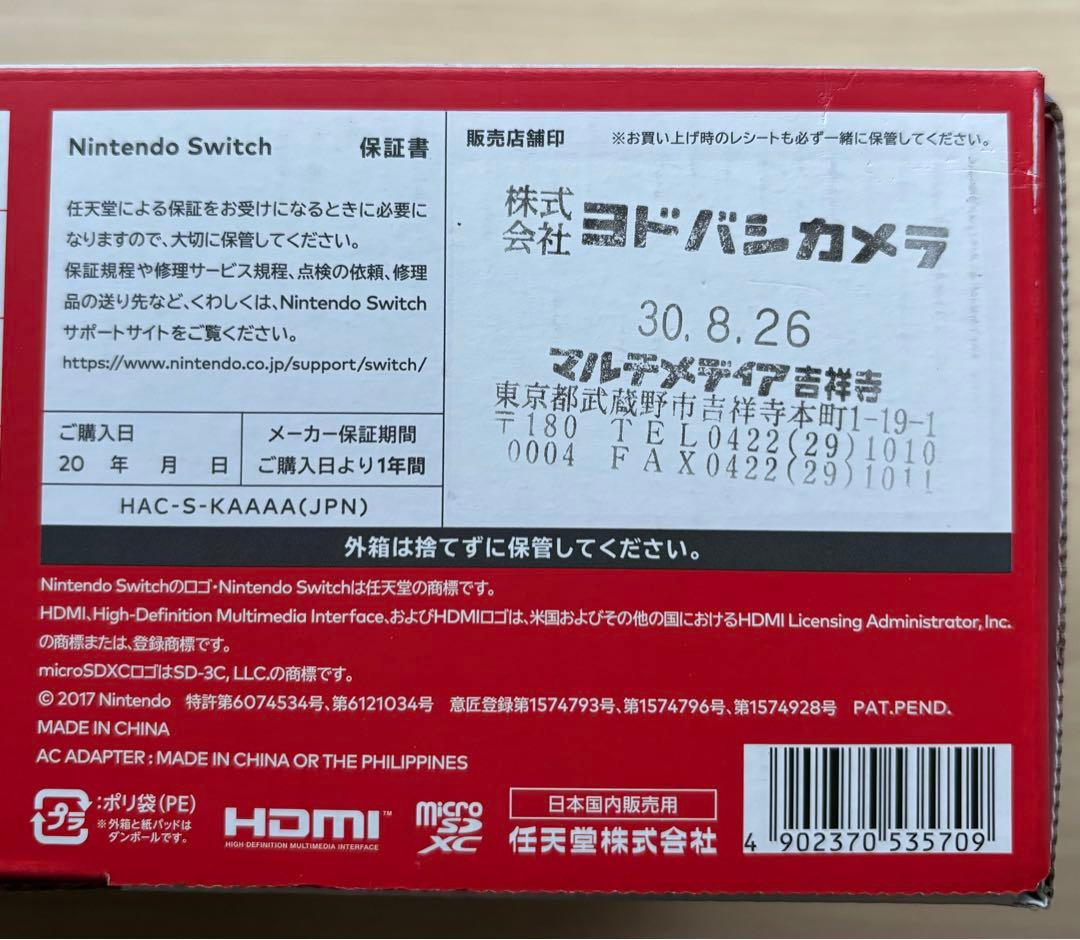 Nintendo Switch 保証書
任天堂による保証をお受けになるときに必要に
なりますので、大切に保管してください。
保証規程や修理サービス規程、点検の依頼、修理
品の送り先など、くわしくは、Nintendo Switch
サポートサイトをご覧ください。
https://www.nintendo.co.jp/support/switch/
ご購入日
20 年 月 日
メーカー保証期間
ご購入日より1年間
HAC-S-KAAAA(JPN)
販売店舗印 ※お買い上げ時のレシートも必ず一緒に保管してください。
株式会社 ヨドバシカメラ
30.8.26
マルチメディア吉祥寺
東京都武蔵野市吉祥寺本町1-19-1
〒180 TEL0422(29)1010
0004 FAX0422(29)1011
外箱は捨てずに保管してください。
Nintendo Switchのロゴ・Nintendo Switchは任天堂の商標です。
HDMI、High-Definition Multimedia Interface、およびHDMIロゴは、米国およびその他の国におけるHDMI Licensing Administrator, Inc.
の商標または、登録商標です。
microSDXCロゴはSD-3C, LLC.の商標です。
© 2017 Nintendo 特許第6074534号、第6121034号 意匠登録第1574793号、第1574796号、第1574928号 PAT.PEND.
MADE IN CHINA
AC ADAPTER : MADE IN CHINA OR THE PHILIPPINES
プラ :ポリ袋(PE)
※外箱と紙パッドは
ダンボールです。
HDMI™
HIGH-DEFINITION MULTIMEDIA INTERFACE
micro
SD
XC
日本国内販売用
任天堂株式会社
4 902370 535709